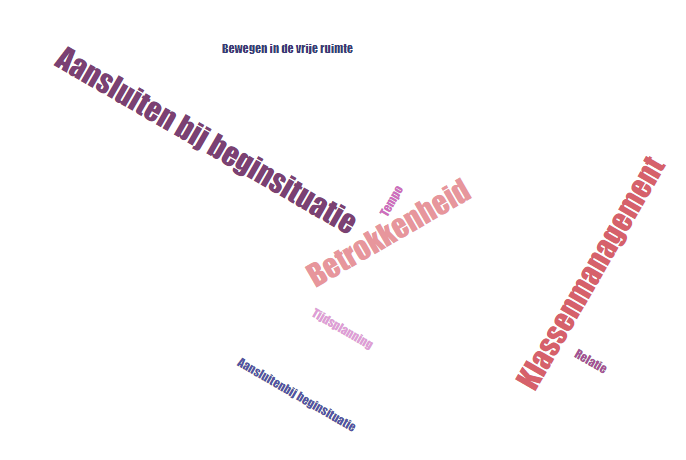 Bewegen in de vrije ruimte
Aansluiten bij beginsituatie
Tempo
Betrokkenheid
Klassenmanagement
Tijdsplanning
Relatie
Aansluitenbij beginsituatie